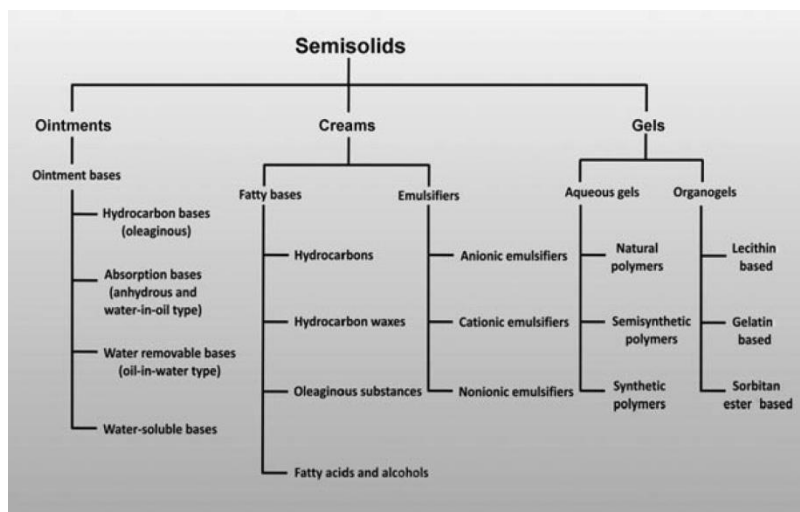 Semisolids
Ointments
Creams
Gels
Ointment bases
Fatty bases
Emulsifiers
Aqueous gels
Organogels
Hydrocarbon bases
(oleaginous)
Absorption bases
(anhydrous and
water-in-oil type)
Water removable bases
(oil-in-water type)
Water-soluble bases
Hydrocarbons
Hydrocarbon waxes
Oleaginous substances
Fatty acids and alcohols
Anionic emulsifiers
Cationic emulsifiers
Nonionic emulsifiers
Natural
polymers
Semisynthetic
polymers
Synthetic
polymers
Lecithin
based
Gelatin
based
Sorbitan
ester based